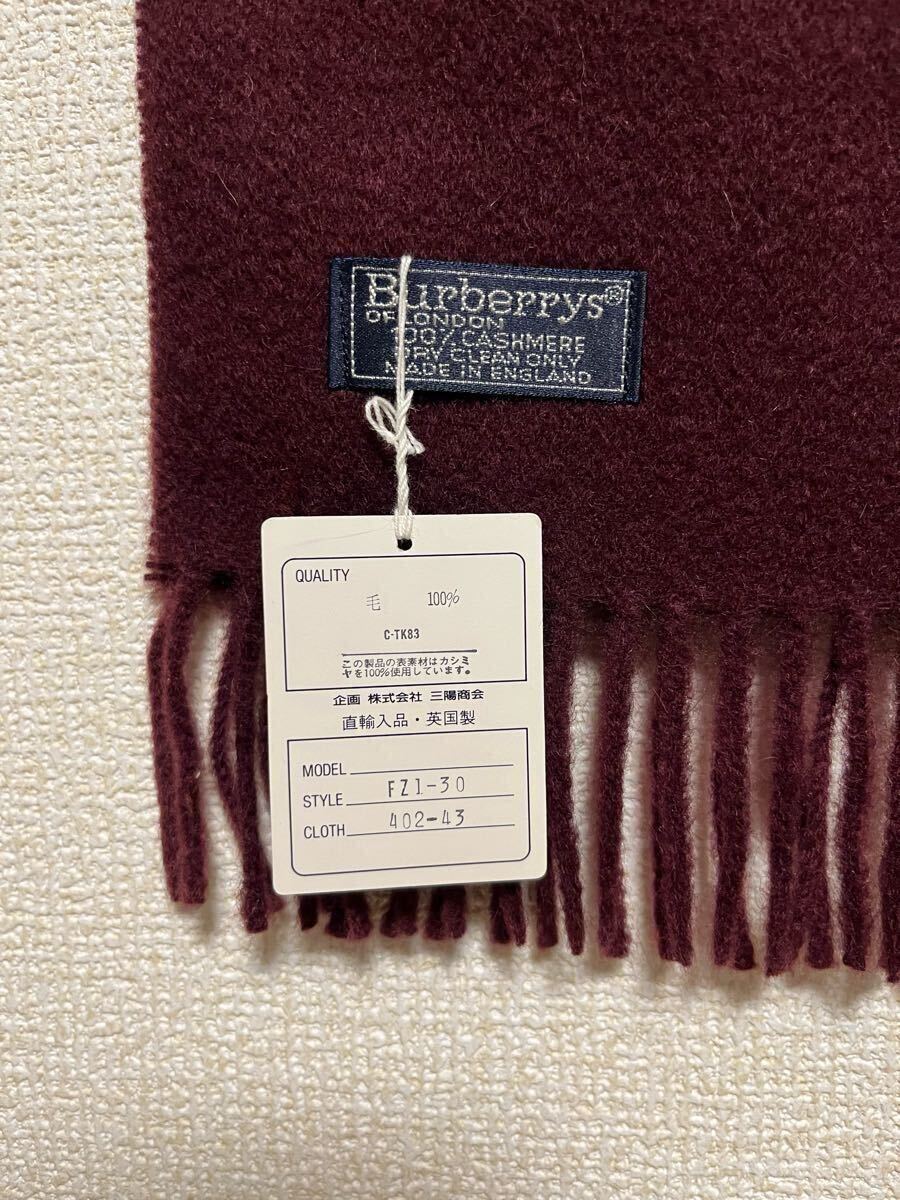 Burberrys®
OF LONDON
100% CASHMERE
DRY CLEAN ONLY
MADE IN ENGLAND
QUALITY
毛 100%
C-TK83
この製品の表素材はカシミ
ヤを100%使用しています。
企画 株式会社 三陽商会
直輸入品・英国製
MODEL
STYLE FZ1-30
CLOTH 402-43